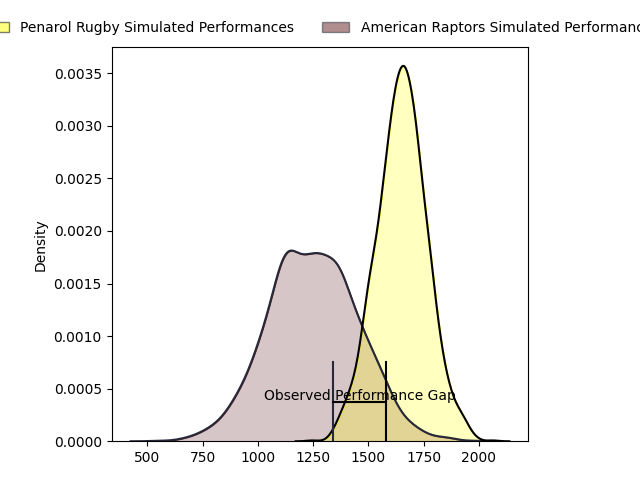 Penarol Rugby Simulated Performances American Raptors Simulated
0.0035
0.0030
0.0025
0.0020
0.0015
0.0010
0.0005
0.0000
Density
Observed Performance Gap
500 750 1000 1250 1500 1750 2000